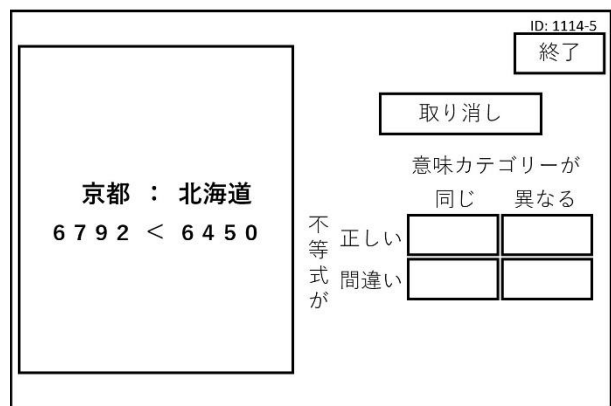 ID: 1114-5
終了
取り消し
京都 : 北海道
6792 < 6450
意味カテゴリーが
同じ 異なる
不等式が
正しい
間違い